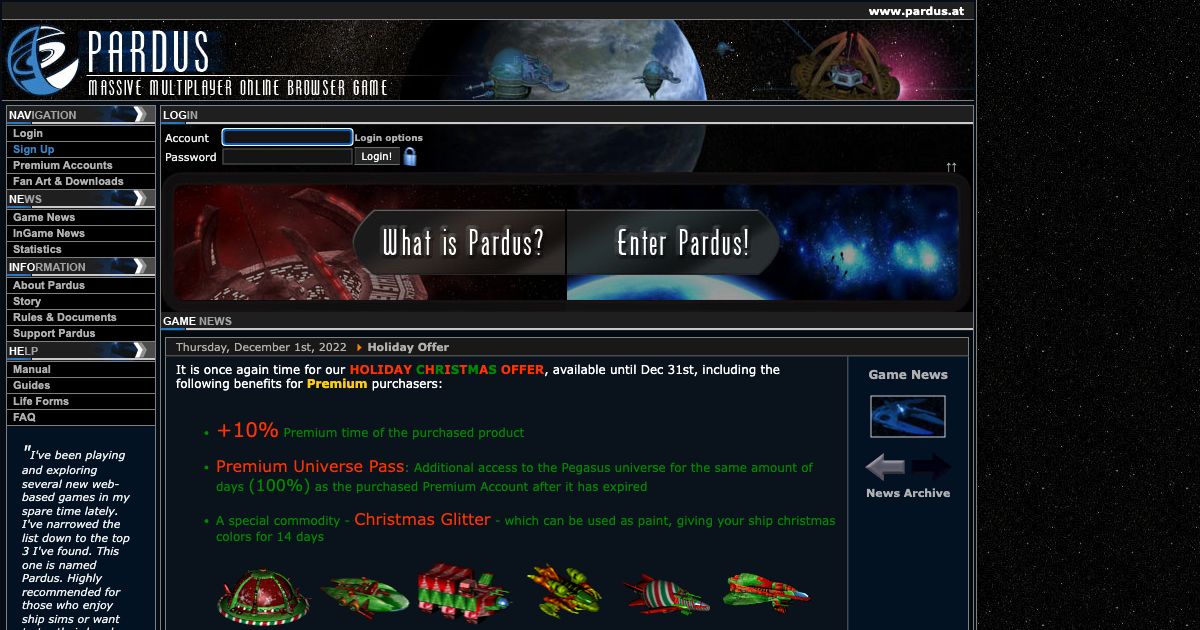 www.pardus.at
PARDUS
MASSIVE MULTIPLAYER ONLINE BROWSER GAME
NAVIGATION
Login
Sign Up
Premium Accounts
Fan Art & Downloads
NEWS
Game News
InGame News
Statistics
INFORMATION
About Pardus
Story
Rules & Documents
Support Pardus
HELP
Manual
Guides
Life Forms
FAQ
"I've been playing
and exploring
several new web-
based games in my
spare time lately.
I've narrowed the
list down to the top
3 I've found. This
one is named
Pardus. Highly
recommended for
those who enjoy
ship sims or want
LOGIN
Account
Login options
Password
Login!
↑↑
What is Pardus?
Enter Pardus!
GAME NEWS
Thursday, December 1st, 2022 Holiday Offer
It is once again time for our HOLIDAY CHRISTMAS OFFER, available until Dec 31st, including the
following benefits for Premium purchasers:
• +10% Premium time of the purchased product
• Premium Universe Pass: Additional access to the Pegasus universe for the same amount of
days (100%) as the purchased Premium Account after it has expired
• A special commodity - Christmas Glitter - which can be used as paint, giving your ship christmas
colors for 14 days
Game News
News Archive